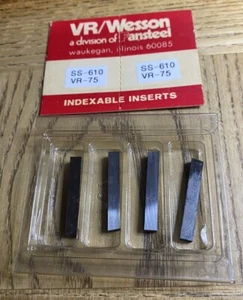 VR/Wesson
a division of Fansteel
waukegan, illinois 60085
SS-610
VR-75
SS-610
VR-75
INDEXABLE INSERTS